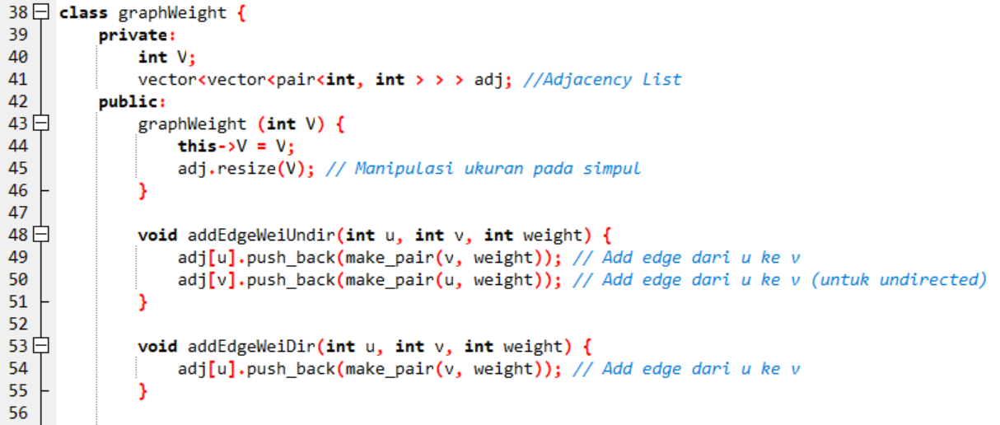 38 class graphWeight {
39     private:
40         int V;
41         vector<vector<pair<int, int > > > adj; //Adjacency List
42     public:
43         graphWeight (int V) {
44             this->V = V;
45             adj.resize(V); // Manipulasi ukuran pada simpul
46         }
47
48         void addEdgeWeiUndir(int u, int v, int weight) {
49             adj[u].push_back(make_pair(v, weight)); // Add edge dari u ke v
50             adj[v].push_back(make_pair(u, weight)); // Add edge dari u ke v (untuk undirected)
51         }
52
53         void addEdgeWeiDir(int u, int v, int weight) {
54             adj[u].push_back(make_pair(v, weight)); // Add edge dari u ke v
55         }
56